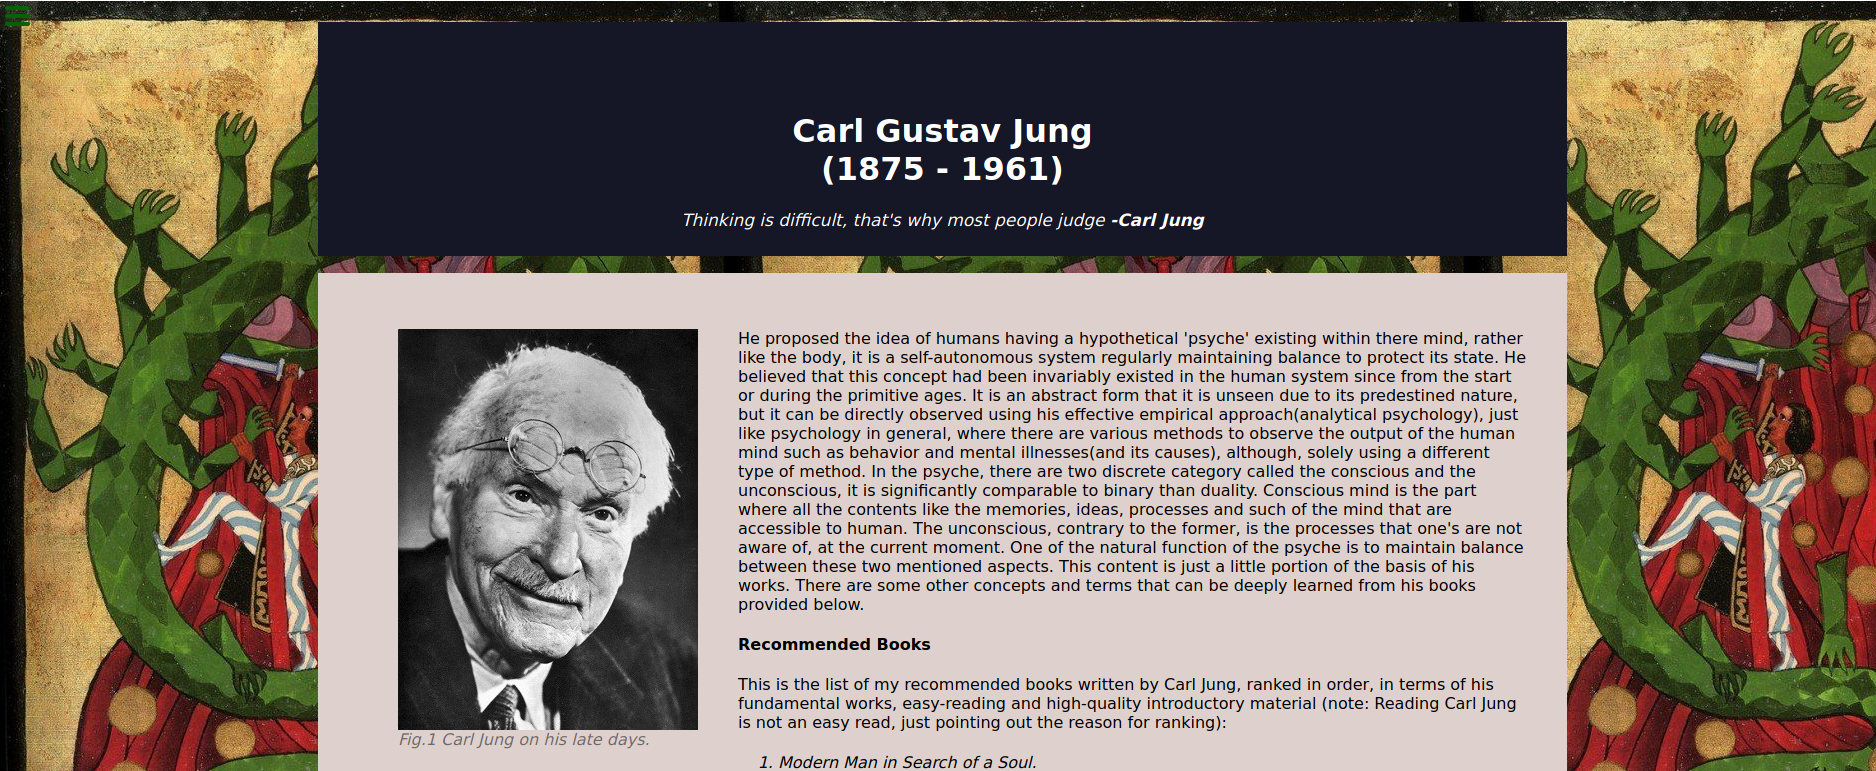 Carl Gustav Jung
(1875 - 1961)
Thinking is difficult, that's why most people judge -Carl Jung
He proposed the idea of humans having a hypothetical 'psyche' existing within there mind, rather
like the body, it is a self-autonomous system regularly maintaining balance to protect its state. He
believed that this concept had been invariably existed in the human system since from the start
or during the primitive ages. It is an abstract form that it is unseen due to its predestined nature,
but it can be directly observed using his effective empirical approach(analytical psychology), just
like psychology in general, where there are various methods to observe the output of the human
mind such as behavior and mental illnesses(and its causes), although, solely using a different
type of method. In the psyche, there are two discrete category called the conscious and the
unconscious, it is significantly comparable to binary than duality. Conscious mind is the part
where all the contents like the memories, ideas, processes and such of the mind that are
accessible to human. The unconscious, contrary to the former, is the processes that one's are not
aware of, at the current moment. One of the natural function of the psyche is to maintain balance
between these two mentioned aspects. This content is just a little portion of the basis of his
works. There are some other concepts and terms that can be deeply learned from his books
provided below.
Recommended Books
This is the list of my recommended books written by Carl Jung, ranked in order, in terms of his
fundamental works, easy-reading and high-quality introductory material (note: Reading Carl Jung
is not an easy read, just pointing out the reason for ranking):
1. Modern Man in Search of a Soul.
Fig.1 Carl Jung on his late days.